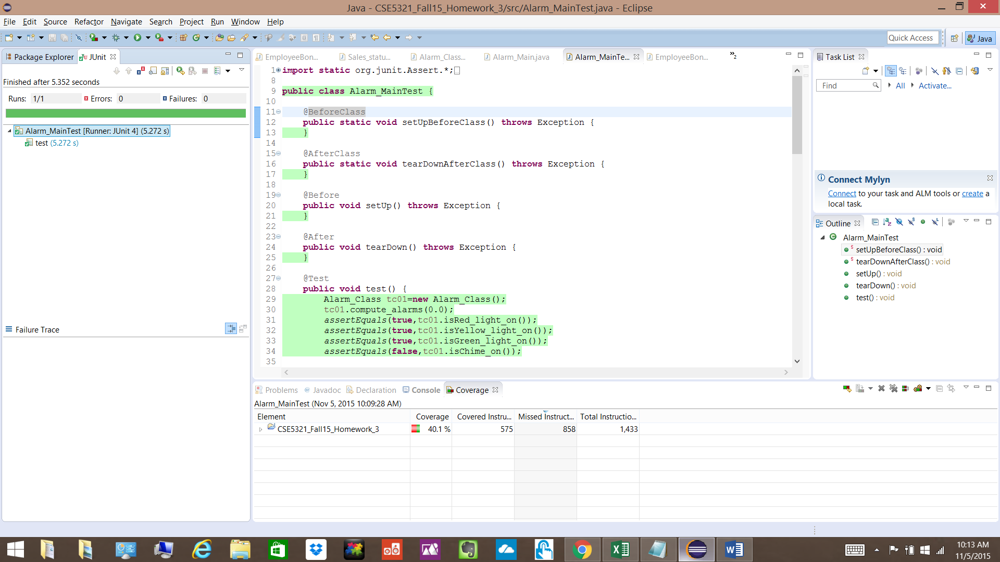 Java - CSE5321_Fall15_Homework_3/src/Alarm_MainTest.java - Eclipse
File Edit Source Refactor Navigate Search Project Run Window Help
Quick Access
Java
Package Explorer
JUnit
Finished after 5.352 seconds
Runs: 1/1
Errors: 0
Failures: 0
Alarm_MainTest [Runner: JUnit 4] (5.272 s)
test (5.272 s)
Failure Trace
EmployeeBon...
Sales_statu...
Alarm_Class...
Alarm_Main.java
Alarm_MainTe...
EmployeeBon...
»2
1 import static org.junit.Assert.*;
8
9 public class Alarm_MainTest {
10
11 @BeforeClass
12 public static void setUpBeforeClass() throws Exception {
13 }
14
15 @AfterClass
16 public static void tearDownAfterClass() throws Exception {
17 }
18
19 @Before
20 public void setUp() throws Exception {
21 }
22
23 @After
24 public void tearDown() throws Exception {
25 }
26
27 @Test
28 public void test() {
29 Alarm_Class tc01=new Alarm_Class();
30 tc01.compute_alarms(0.0);
31 assertEquals(true,tc01.isRed_light_on());
32 assertEquals(true,tc01.isYellow_light_on());
33 assertEquals(true,tc01.isGreen_light_on());
34 assertEquals(false,tc01.isChime_on());
35
Task List
Find
All
Activate...
Connect Mylyn
Connect to your task and ALM tools or create a
local task.
Outline
Alarm_MainTest
setUpBeforeClass() : void
tearDownAfterClass() : void
setUp() : void
tearDown() : void
test() : void
Problems
Javadoc
Declaration
Console
Coverage
Alarm_MainTest (Nov 5, 2015 10:09:28 AM)
Element Coverage Covered Instru... Missed Instruct... Total Instructio...
CSE5321_Fall15_Homework_3 40.1 % 575 858 1,433
10:13 AM
11/5/2015